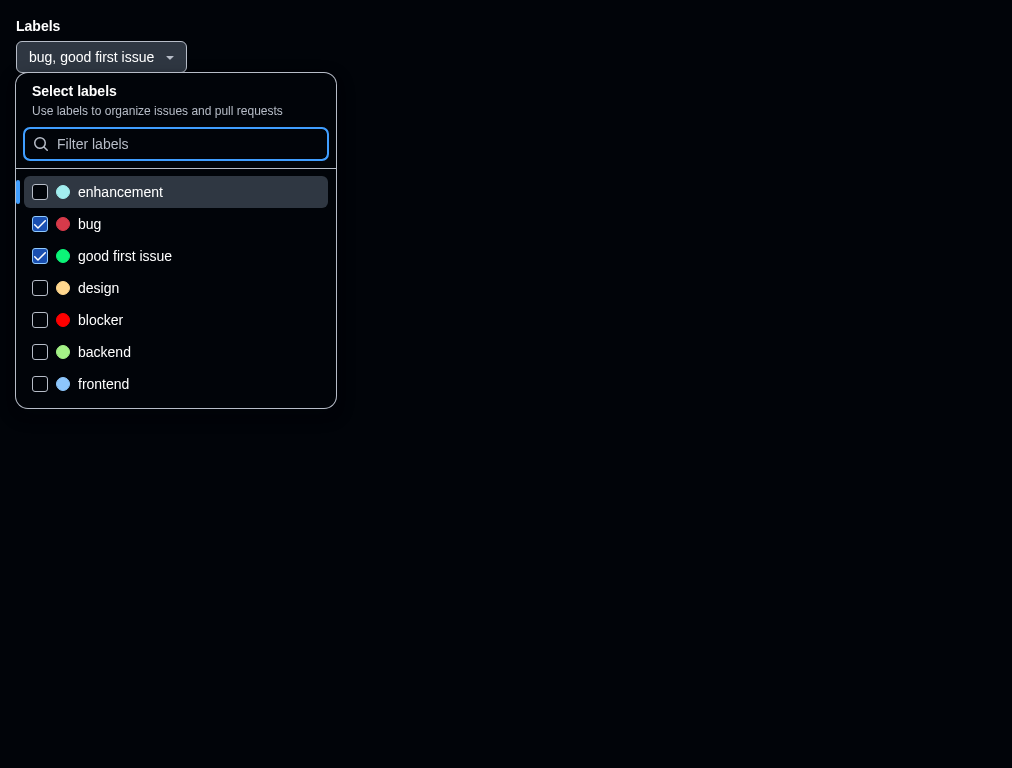 Labels
bug, good first issue
Select labels
Use labels to organize issues and pull requests
Filter labels
enhancement
bug
good first issue
design
blocker
backend
frontend